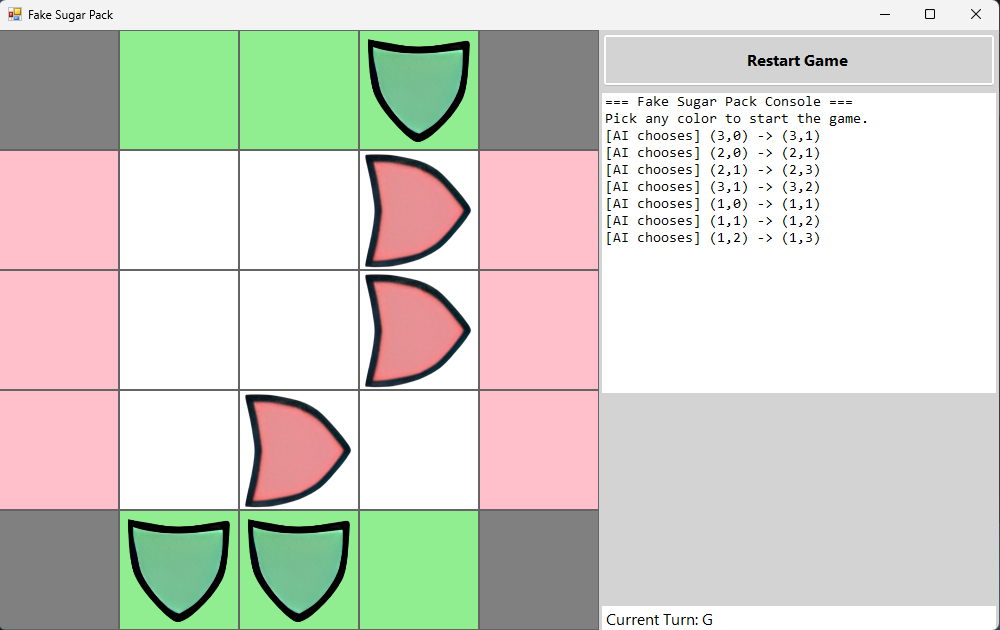 Fake Sugar Pack
Restart Game
=== Fake Sugar Pack Console ===
Pick any color to start the game.
[AI chooses] (3,0) -> (3,1)
[AI chooses] (2,0) -> (2,1)
[AI chooses] (2,1) -> (2,3)
[AI chooses] (3,1) -> (3,2)
[AI chooses] (1,0) -> (1,1)
[AI chooses] (1,1) -> (1,2)
[AI chooses] (1,2) -> (1,3)
Current Turn: G